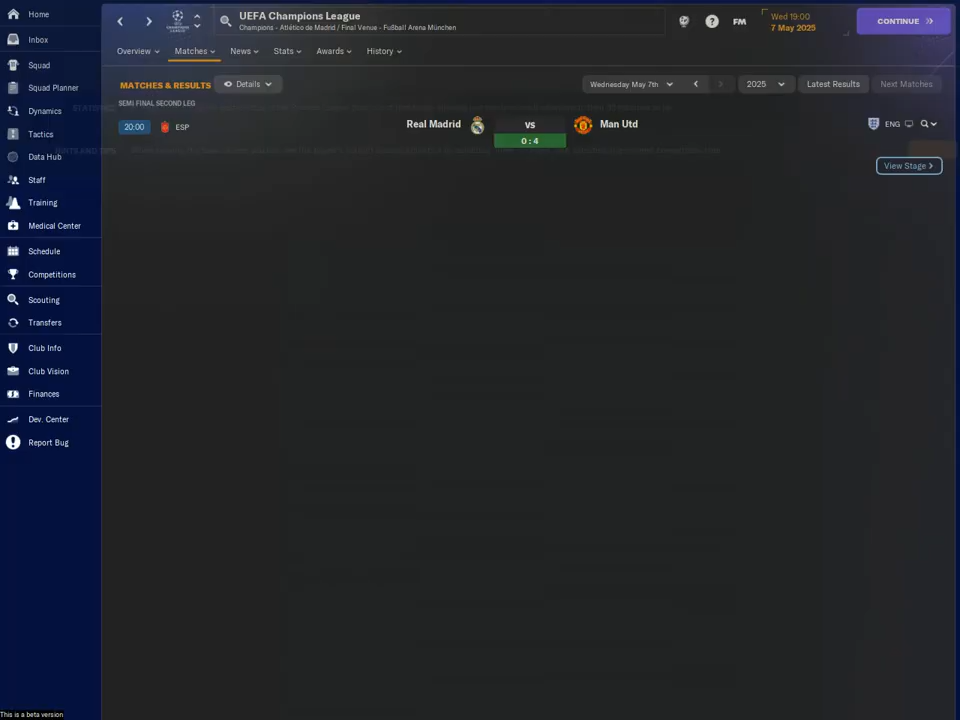 Home
UEFA Champions League
Champions - Atlético de Madrid / Final Venue - Fußball Arena München
FM
Wed 19:00
7 May 2025
CONTINUE
Inbox
Overview
Matches
News
Stats
Awards
History
Squad
Squad Planner
Dynamics
Tactics
Data Hub
Staff
Training
Medical Center
Schedule
Competitions
Scouting
Transfers
Club Info
Club Vision
Finances
Dev. Center
Report Bug
MATCHES & RESULTS
Details
Wednesday May 7th
2025
Latest Results
Next Matches
SEMI FINAL SECOND LEG
20:00
ESP
Real Madrid
VS
Man Utd
0 : 4
ENG
View Stage
This is a beta version